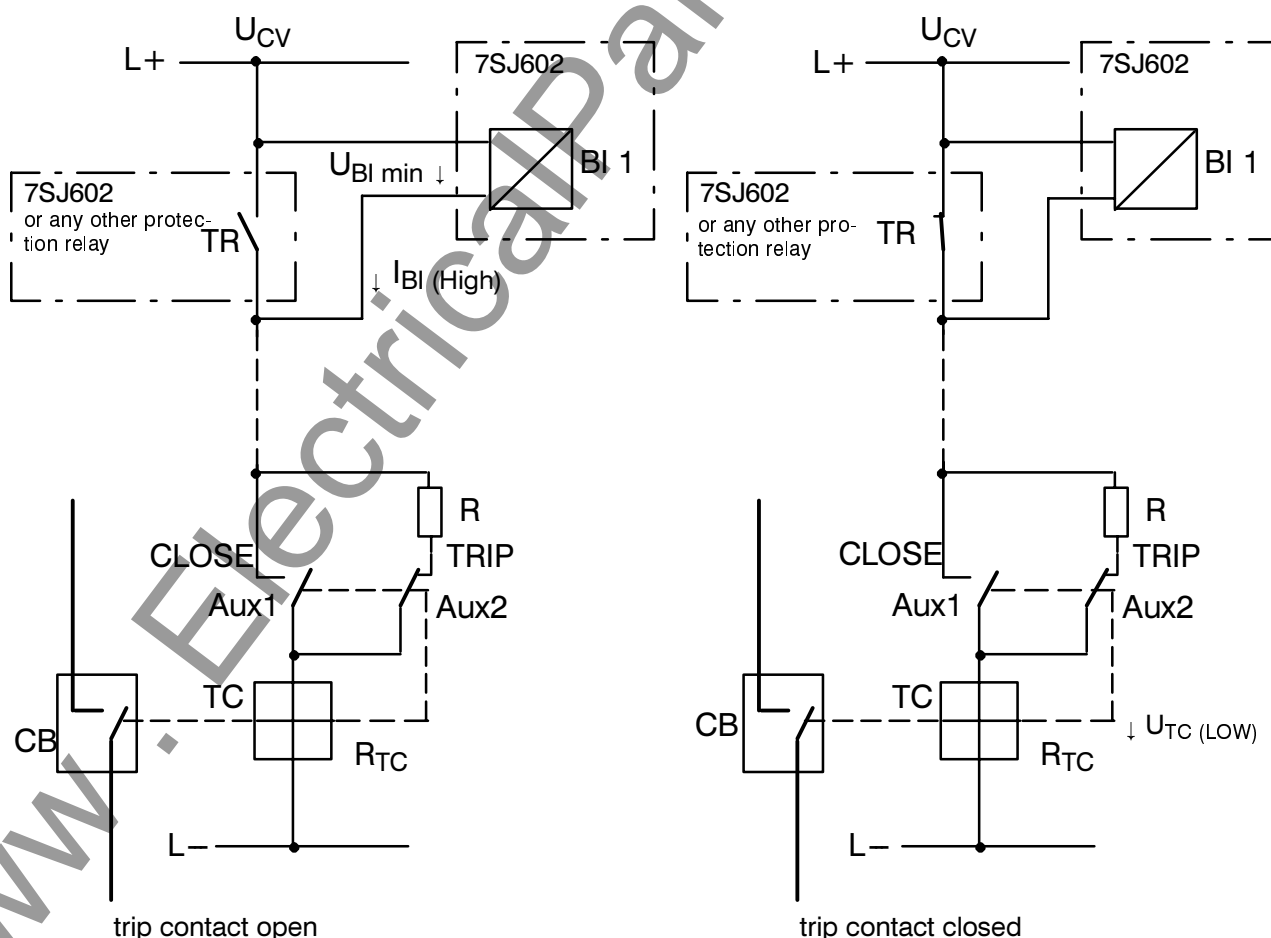 U_CV
L+
7SJ602
BI 1
U_BI min ↓
7SJ602
or any other protec-
tion relay
TR
↓ I_BI (High)
R
CLOSE
TRIP
Aux1
Aux2
TC
CB
R_TC
L−
trip contact open
U_CV
L+
7SJ602
BI 1
7SJ602
or any other pro-
tection relay
TR
R
CLOSE
TRIP
Aux1
Aux2
TC
CB
↓ U_TC (LOW)
R_TC
L−
trip contact closed
www.ElectricalPa